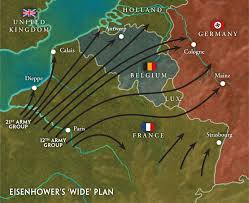 HOLLAND
UNITED
KINGDOM
GERMANY
Antwerp
Calais
Cologne
BELGIUM
Dieppe
Mainz
LUX
21ST ARMY
GROUP
Paris
12TH ARMY
GROUP
FRANCE
Strasbourg
EISENHOWER'S 'WIDE' PLAN